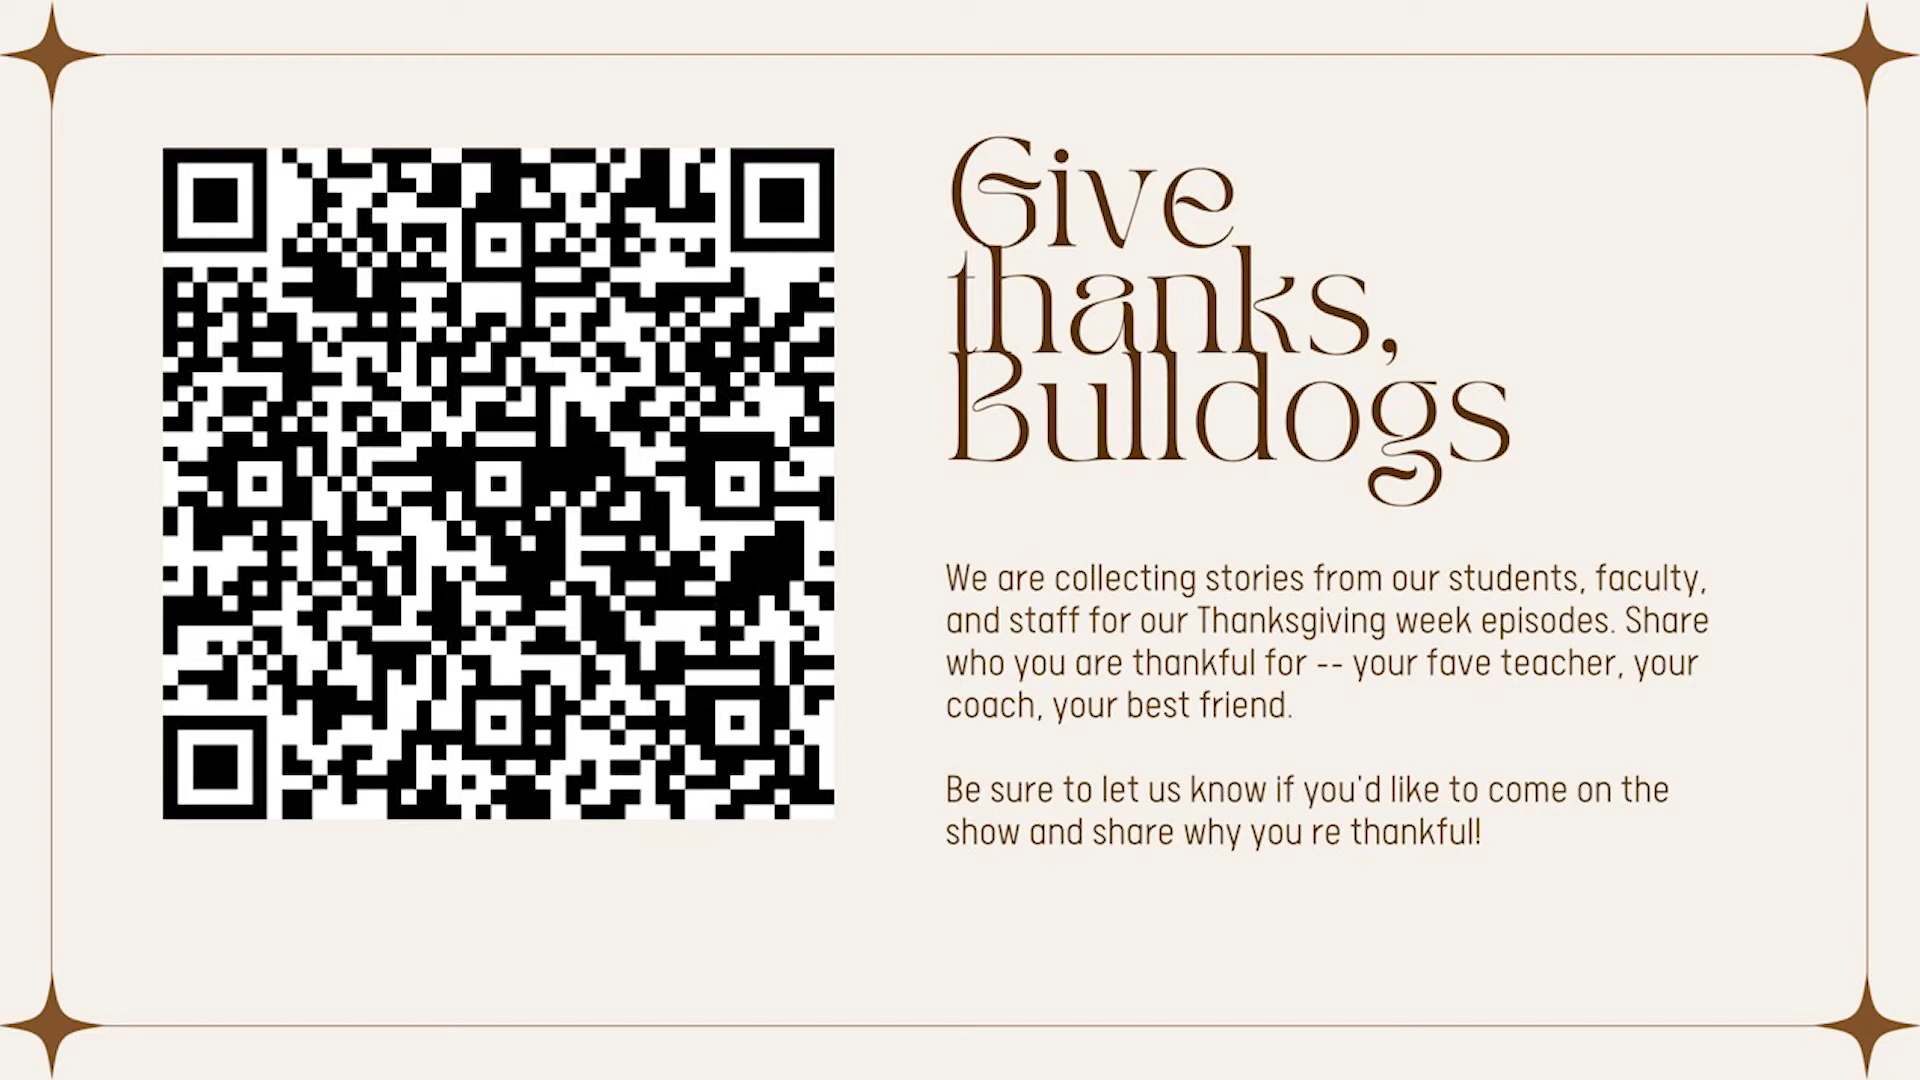 Give
thanks,
Bulldogs
We are collecting stories from our students, faculty,
and staff for our Thanksgiving week episodes. Share
who you are thankful for -- your fave teacher, your
coach, your best friend.
Be sure to let us know if you'd like to come on the
show and share why you re thankful!